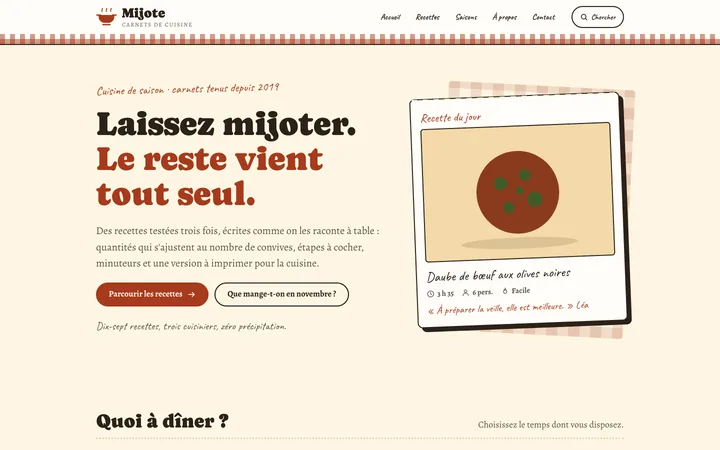 Mijote
CARNETS DE CUISINE
Accueil
Recettes
Saisons
À propos
Contact
Chercher
Cuisine de saison · carnets tenus depuis 2019
Laissez mijoter.
Le reste vient
tout seul.
Des recettes testées trois fois, écrites comme on les raconte à table :
quantités qui s'ajustent au nombre de convives, étapes à cocher,
minuteurs et une version à imprimer pour la cuisine.
Parcourir les recettes →
Que mange-t-on en novembre ?
Dix-sept recettes, trois cuisiniers, zéro précipitation.
Recette du jour
Daube de bœuf aux olives noires
3 h 35
6 pers.
Facile
« À préparer la veille, elle est meilleure. » Léa
Quoi à dîner ?
Choisissez le temps dont vous disposez.